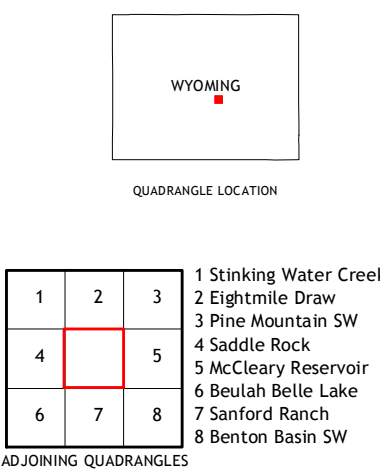 WYOMING
QUADRANGLE LOCATION
1 2 3
4 5
6 7 8
1 Stinking Water Creek
2 Eightmile Draw
3 Pine Mountain SW
4 Saddle Rock
5 McCleary Reservoir
6 Beulah Belle Lake
7 Sanford Ranch
8 Benton Basin SW
ADJOINING QUADRANGLES